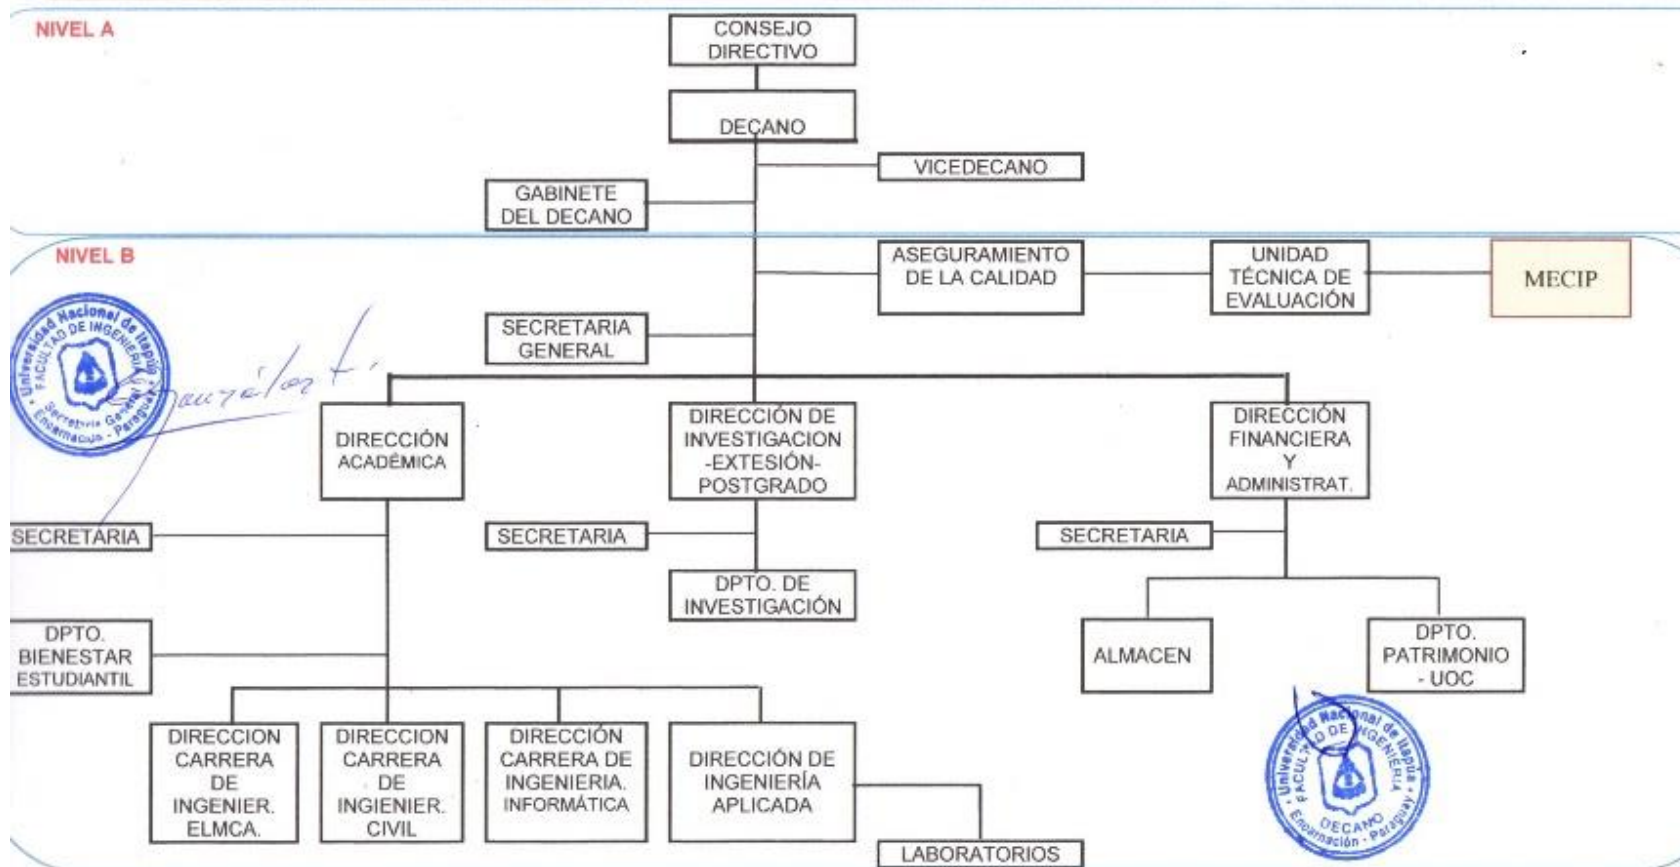 NIVEL A
CONSEJO
DIRECTIVO
DECANO
VICEDECANO
GABINETE
DEL DECANO
NIVEL B
ASEGURAMIENTO
DE LA CALIDAD
UNIDAD
TÉCNICA DE
EVALUACIÓN
MECIP
SECRETARIA
GENERAL
Universidad Nacional de Itapúa
FACULTAD DE INGENIERIA
Secretaría General
Encarnación - Paraguay
DIRECCIÓN
ACADÉMICA
DIRECCIÓN DE
INVESTIGACION
-EXTESIÓN-
POSTGRADO
DIRECCIÓN
FINANCIERA
Y
ADMINISTRAT.
SECRETARIA
SECRETARIA
SECRETARIA
DPTO. DE
INVESTIGACIÓN
DPTO.
BIENESTAR
ESTUDIANTIL
ALMACEN
DPTO.
PATRIMONIO
- UOC
DIRECCION
CARRERA
DE
INGENIER.
ELMCA.
DIRECCION
CARRERA
DE
INGIENIER.
CIVIL
DIRECCIÓN
CARRERA DE
INGENIERIA.
INFORMÁTICA
DIRECCIÓN DE
INGENIERÍA
APLICADA
LABORATORIOS
Universidad Nacional de Itapúa
FACULTAD DE INGENIERIA
DECANO
Encarnación - Paraguay